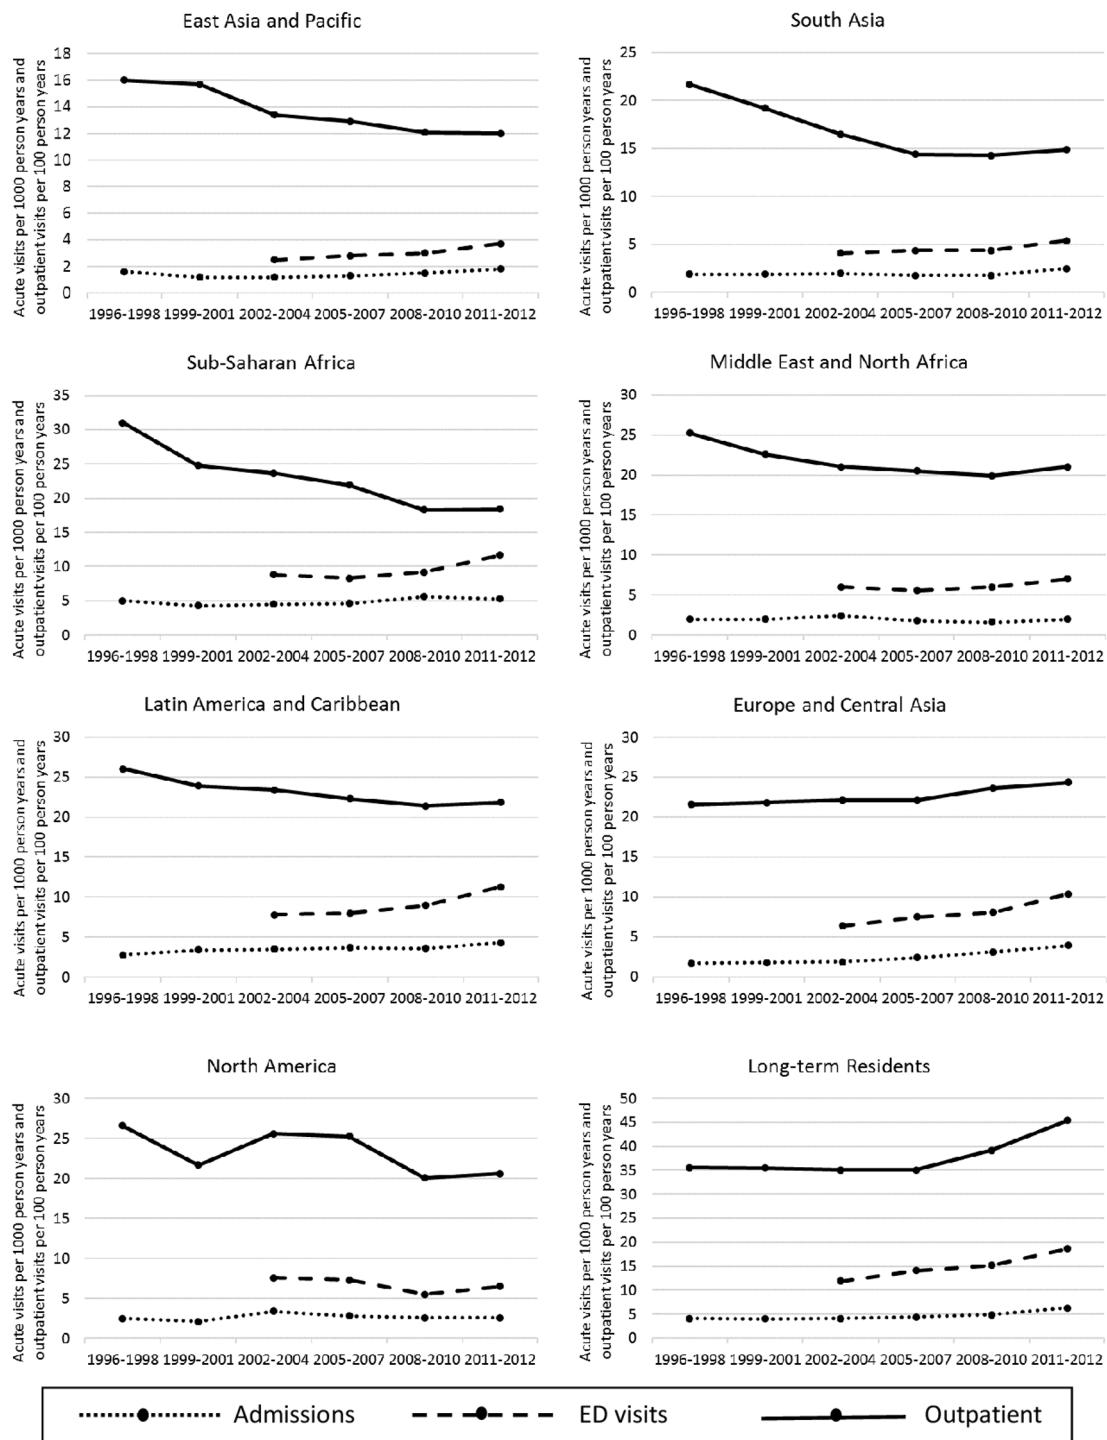 East Asia and Pacific
Acute visits per 1000 person years and
outpatient visits per 100 person years
18
16
14
12
10
8
6
4
2
0
1996-1998 1999-2001 2002-2004 2005-2007 2008-2010 2011-2012
South Asia
Acute visits per 1000 person years and
outpatient visits per 100 person years
25
20
15
10
5
0
1996-1998 1999-2001 2002-2004 2005-2007 2008-2010 2011-2012
Sub-Saharan Africa
Acute visits per 1000 person years and
outpatient visits per 100 person years
35
30
25
20
15
10
5
0
1996-1998 1999-2001 2002-2004 2005-2007 2008-2010 2011-2012
Middle East and North Africa
Acute visits per 1000 person years and
outpatient visits per 100 person years
30
25
20
15
10
5
0
1996-1998 1999-2001 2002-2004 2005-2007 2008-2010 2011-2012
Latin America and Caribbean
Acute visits per 1000 person years and
outpatient visits per 100 person years
30
25
20
15
10
5
0
1996-1998 1999-2001 2002-2004 2005-2007 2008-2010 2011-2012
Europe and Central Asia
Acute visits per 1000 person years and
outpatient visits per 100 person years
30
25
20
15
10
5
0
1996-1998 1999-2001 2002-2004 2005-2007 2008-2010 2011-2012
North America
Acute visits per 1000 person years and
outpatient visits per 100 person years
30
25
20
15
10
5
0
1996-1998 1999-2001 2002-2004 2005-2007 2008-2010 2011-2012
Long-term Residents
Acute visits per 1000 person years and
outpatient visits per 100 person years
50
45
40
35
30
25
20
15
10
5
0
1996-1998 1999-2001 2002-2004 2005-2007 2008-2010 2011-2012
Admissions ED visits Outpatient